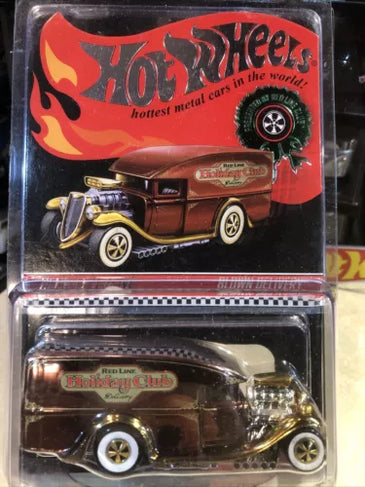 Hot Wheels
hottest metal cars in the world!
RED LINE
Holiday Club
Delivery
BLOWN DELIVERY
RED LINE
Holiday Club
Delivery